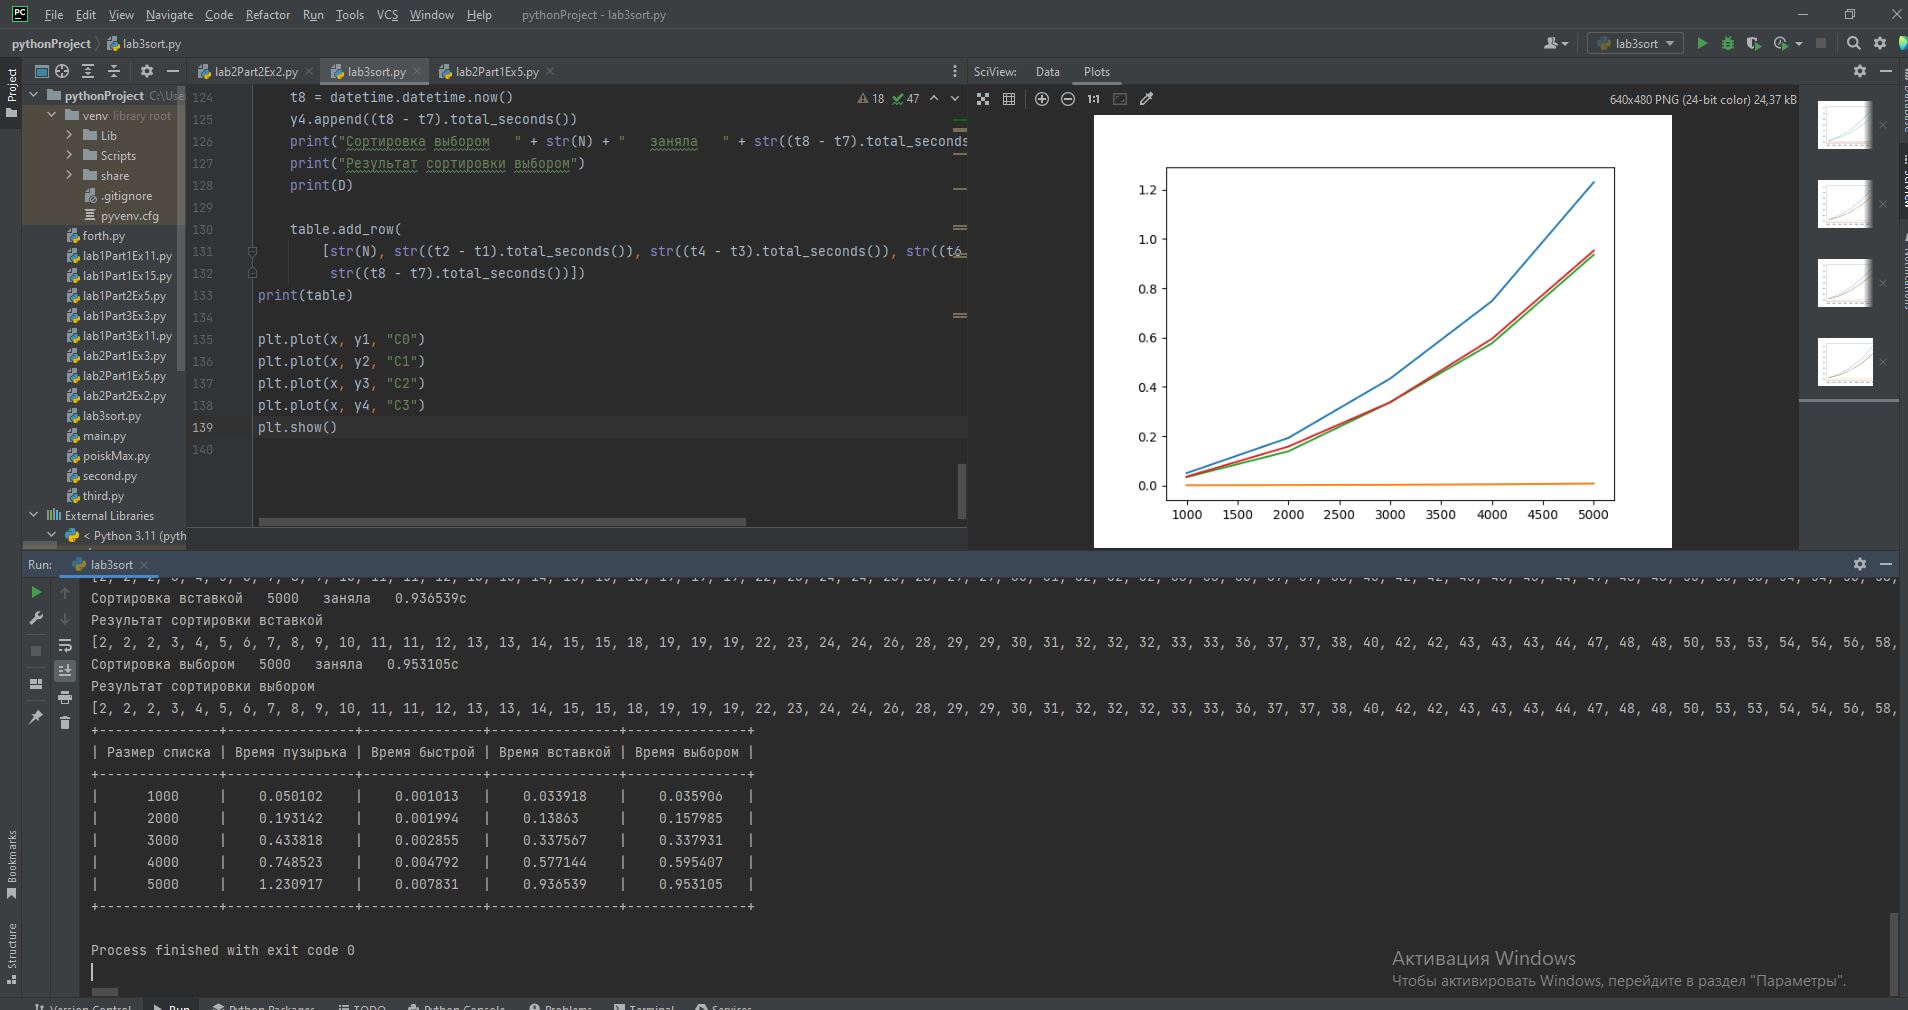 File Edit View Navigate Code Refactor Run Tools VCS Window Help pythonProject - lab3sort.py
pythonProject lab3sort.py lab3sort
Project
pythonProject
venv library root
Lib
Scripts
share
.gitignore
pyvenv.cfg
forth.py
lab1Part1Ex11.py
lab1Part1Ex15.py
lab1Part2Ex5.py
lab1Part3Ex3.py
lab1Part3Ex11.py
lab2Part1Ex3.py
lab2Part1Ex5.py
lab2Part2Ex2.py
lab3sort.py
main.py
poiskMax.py
second.py
third.py
External Libraries
< Python 3.11 (pyth
lab2Part2Ex2.py lab3sort.py lab2Part1Ex5.py
18 47
124 t8 = datetime.datetime.now()
125 y4.append((t8 - t7).total_seconds())
126 print("Сортировка выбором   " + str(N) + "   заняла   " + str((t8 - t7).total_seconds
127 print("Результат сортировки выбором")
128 print(D)
129
130 table.add_row(
131 [str(N), str((t2 - t1).total_seconds()), str((t4 - t3).total_seconds()), str((t6
132 str((t8 - t7).total_seconds())])
133 print(table)
134
135 plt.plot(x, y1, "C0")
136 plt.plot(x, y2, "C1")
137 plt.plot(x, y3, "C2")
138 plt.plot(x, y4, "C3")
139 plt.show()
140
SciView: Data Plots
1:1 640x480 PNG (24-bit color) 24,37 kB
1.2
1.0
0.8
0.6
0.4
0.2
0.0
1000 1500 2000 2500 3000 3500 4000 4500 5000
Run: lab3sort
Сортировка вставкой   5000   заняла   0.936539с
Результат сортировки вставкой
[2, 2, 2, 3, 4, 5, 6, 7, 8, 9, 10, 11, 11, 12, 13, 13, 14, 15, 15, 18, 19, 19, 19, 22, 23, 24, 24, 26, 28, 29, 29, 30, 31, 32, 32, 32, 33, 33, 36, 37, 37, 38, 40, 42, 42, 43, 43, 43, 44, 47, 48, 48, 50, 53, 53, 54, 54, 56, 58,
Сортировка выбором   5000   заняла   0.953105с
Результат сортировки выбором
[2, 2, 2, 3, 4, 5, 6, 7, 8, 9, 10, 11, 11, 12, 13, 13, 14, 15, 15, 18, 19, 19, 19, 22, 23, 24, 24, 26, 28, 29, 29, 30, 31, 32, 32, 32, 33, 33, 36, 37, 37, 38, 40, 42, 42, 43, 43, 43, 44, 47, 48, 48, 50, 53, 53, 54, 54, 56, 58,
+---------------+----------------+---------------+----------------+---------------+
| Размер списка | Время пузырька | Время быстрой | Время вставкой | Время выбором |
+---------------+----------------+---------------+----------------+---------------+
| 1000 | 0.050102 | 0.001013 | 0.033918 | 0.035906 |
| 2000 | 0.193142 | 0.001994 | 0.13863 | 0.157985 |
| 3000 | 0.433818 | 0.002855 | 0.337567 | 0.337931 |
| 4000 | 0.748523 | 0.004792 | 0.577144 | 0.595407 |
| 5000 | 1.230917 | 0.007831 | 0.936539 | 0.953105 |
+---------------+----------------+---------------+----------------+---------------+
Process finished with exit code 0
Bookmarks
Structure
Активация Windows
Чтобы активировать Windows, перейдите в раздел "Параметры".
Version Control Run Python Packages TODO Python Console Problems Terminal Services